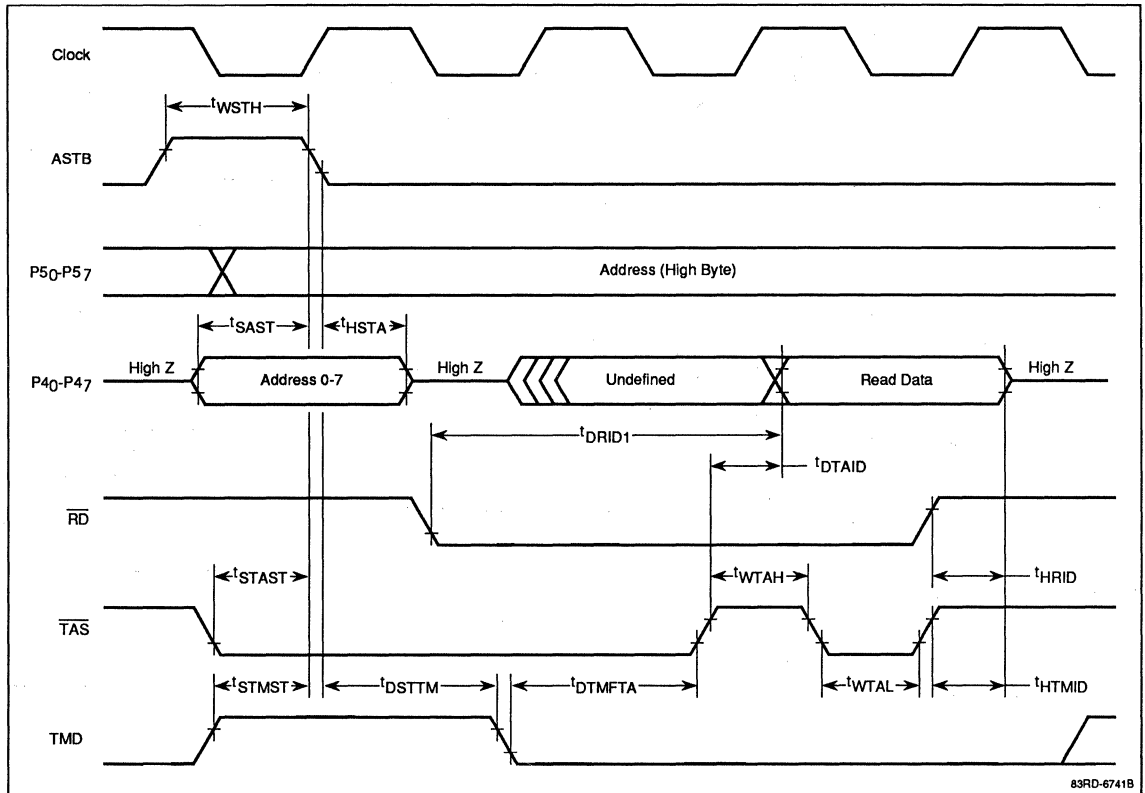 Clock
tWSTH
ASTB
P50-P57
Address (High Byte)
tSAST
tHSTA
P40-P47
High Z
Address 0-7
High Z
Undefined
Read Data
High Z
tDRID1
tDTAID
RD
tSTAST
tWTAH
tHRID
TAS
tSTMST
tDSTTM
tDTMFTA
tWTAL
tHTMID
TMD
83RD-6741B